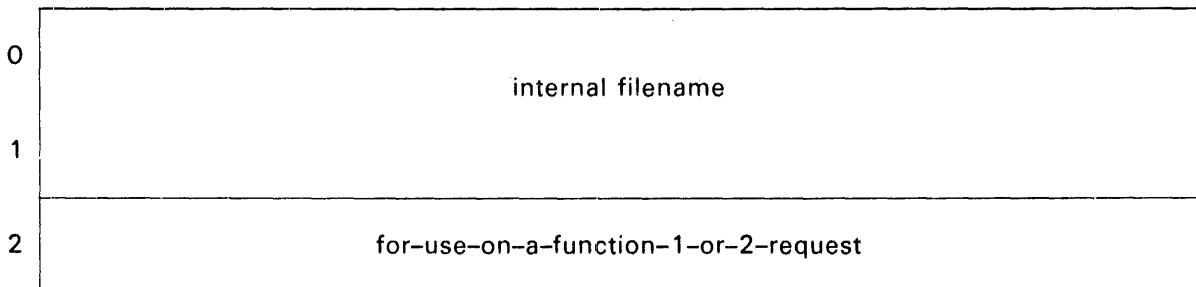 0
internal filename
1
2 for-use-on-a-function-1-or-2-request